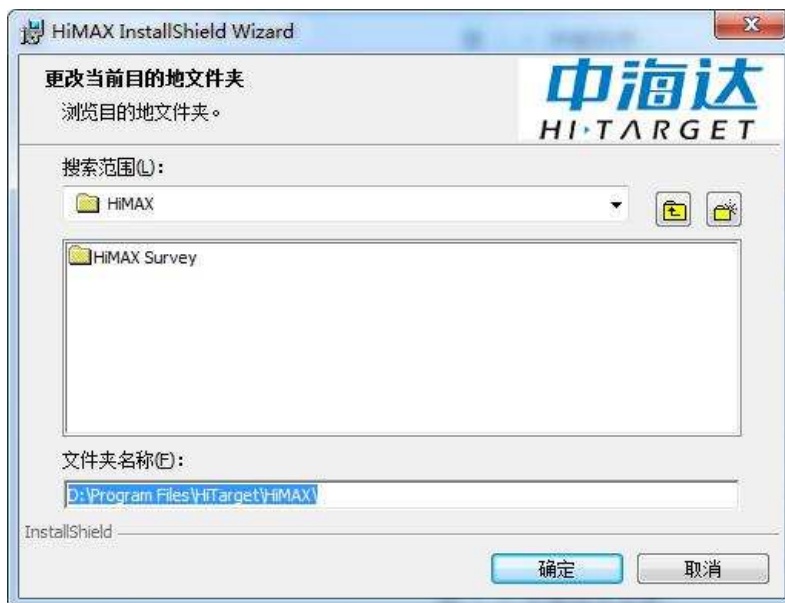 HiMAX InstallShield Wizard
更改当前目的地文件夹
浏览目的地文件夹。
中海达
HI·TARGET
搜索范围(L):
HiMAX
HiMAX Survey
文件夹名称(F):
D:\Program Files\HiTarget\HiMAX\
InstallShield
确定
取消